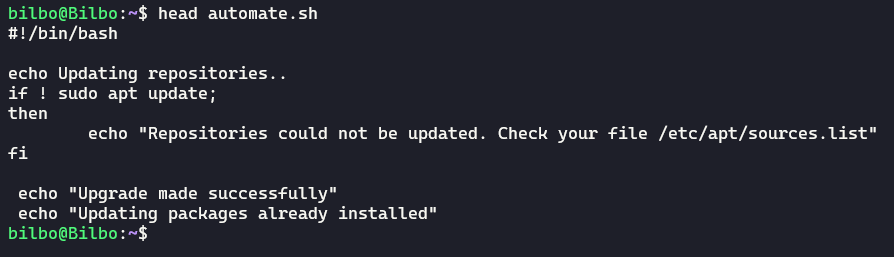 bilbo@Bilbo:~$ head automate.sh
#!/bin/bash

echo Updating repositories..
if ! sudo apt update;
then
        echo "Repositories could not be updated. Check your file /etc/apt/sources.list"
fi

 echo "Upgrade made successfully"
 echo "Updating packages already installed"
bilbo@Bilbo:~$